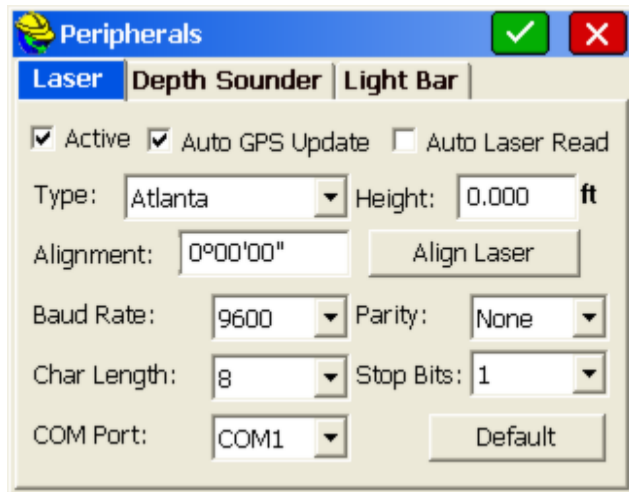 Peripherals
Laser Depth Sounder Light Bar
Active Auto GPS Update Auto Laser Read
Type: Atlanta Height: 0.000 ft
Alignment: 0°00'00" Align Laser
Baud Rate: 9600 Parity: None
Char Length: 8 Stop Bits: 1
COM Port: COM1 Default